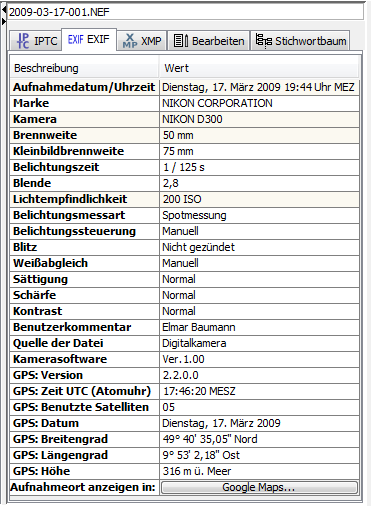 2009-03-17-001.NEF
IPTC IPTC EXIF EXIF XMP XMP Bearbeiten Stichwortbaum
Beschreibung Wert
Aufnahmedatum/Uhrzeit Dienstag, 17. März 2009 19:44 Uhr MEZ
Marke NIKON CORPORATION
Kamera NIKON D300
Brennweite 50 mm
Kleinbildbrennweite 75 mm
Belichtungszeit 1 / 125 s
Blende 2,8
Lichtempfindlichkeit 200 ISO
Belichtungsmessart Spotmessung
Belichtungssteuerung Manuell
Blitz Nicht gezündet
Weißabgleich Manuell
Sättigung Normal
Schärfe Normal
Kontrast Normal
Benutzerkommentar Elmar Baumann
Quelle der Datei Digitalkamera
Kamerasoftware Ver.1.00
GPS: Version 2.2.0.0
GPS: Zeit UTC (Atomuhr) 17:46:20 MESZ
GPS: Benutzte Satelliten 05
GPS: Datum Dienstag, 17. März 2009
GPS: Breitengrad 49° 40' 35,05" Nord
GPS: Längengrad 9° 53' 2,18" Ost
GPS: Höhe 316 m ü. Meer
Aufnahmeort anzeigen in: Google Maps...